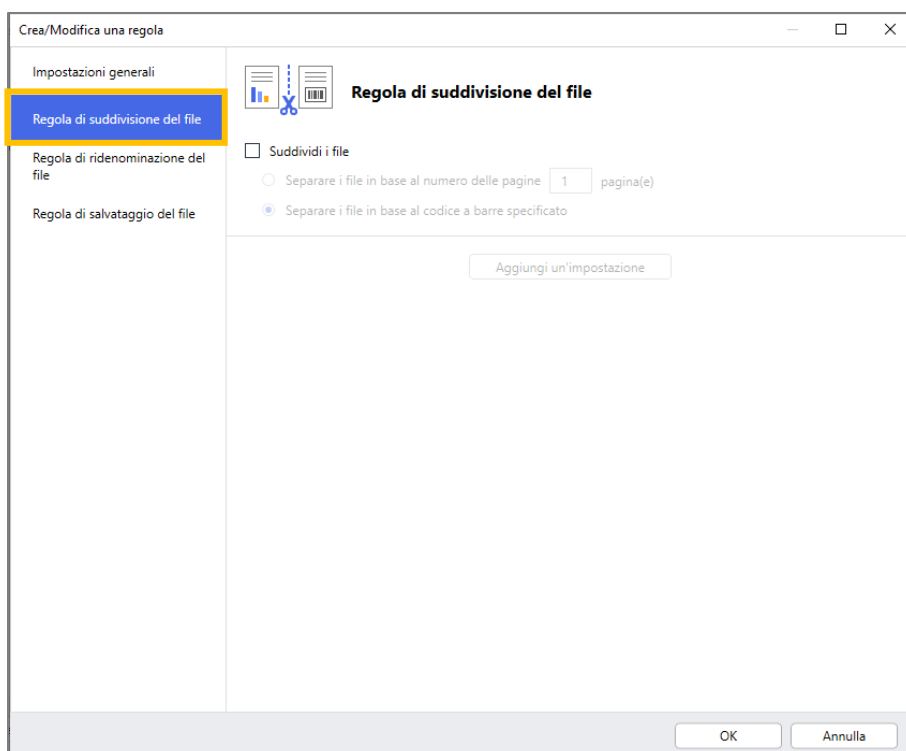 Crea/Modifica una regola
Impostazioni generali
Regola di suddivisione del file
Regola di ridenominazione del
file
Regola di salvataggio del file
Regola di suddivisione del file
Suddividi i file
Separare i file in base al numero delle pagine 1 pagina(e)
Separare i file in base al codice a barre specificato
Aggiungi un'impostazione
OK
Annulla